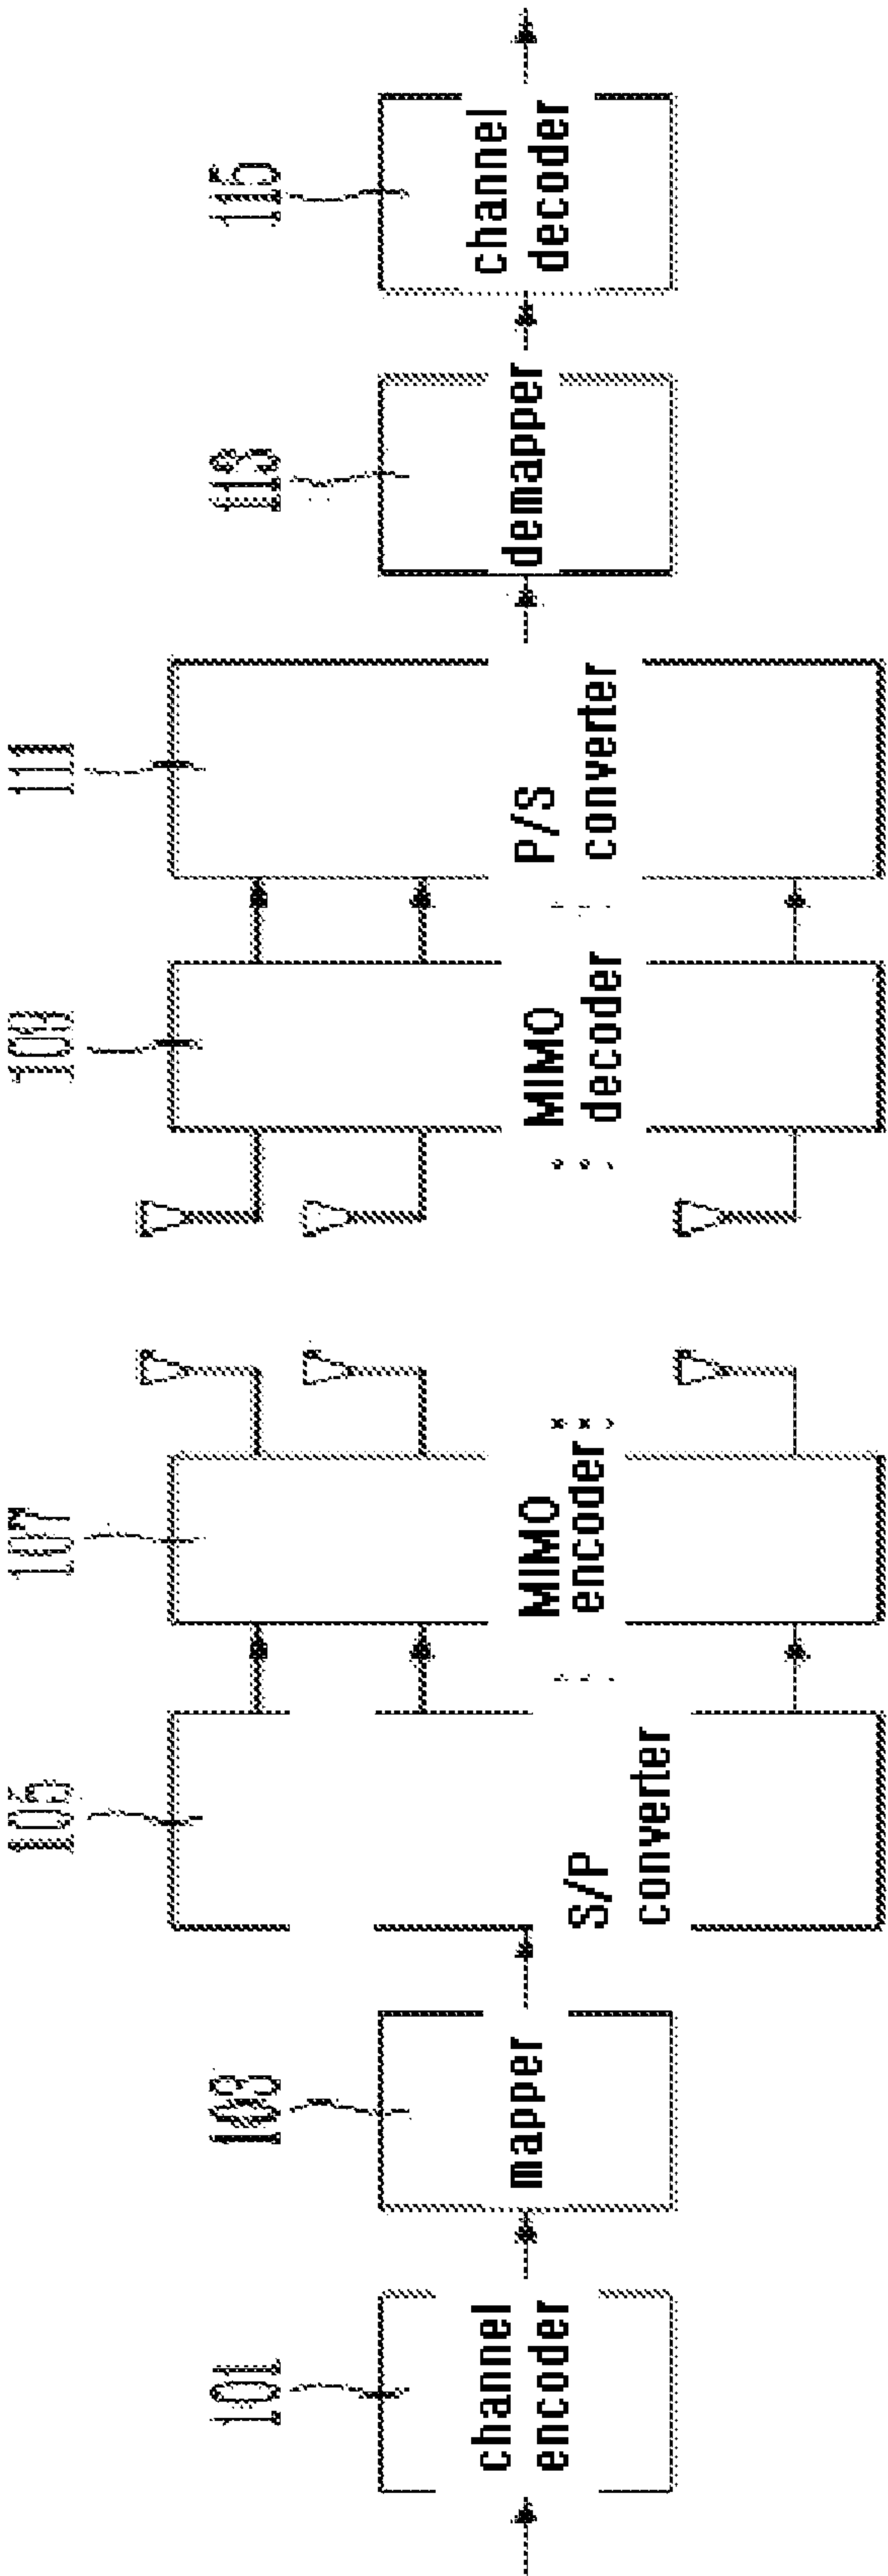 101
channel
encoder
103
mapper
105
S/P
converter
107
MIMO
encoder
109
MIMO
decoder
111
P/S
converter
113
demapper
115
channel
decoder